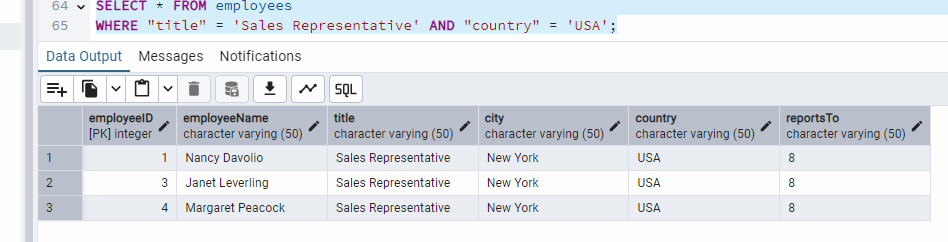 64 SELECT * FROM employees
65 WHERE "title" = 'Sales Representative' AND "country" = 'USA';
Data Output Messages Notifications
SQL
employeeID employeeName title city country reportsTo
[PK] integer character varying (50) character varying (50) character varying (50) character varying (50) character varying (50)
1 1 Nancy Davolio Sales Representative New York USA 8
2 3 Janet Leverling Sales Representative New York USA 8
3 4 Margaret Peacock Sales Representative New York USA 8